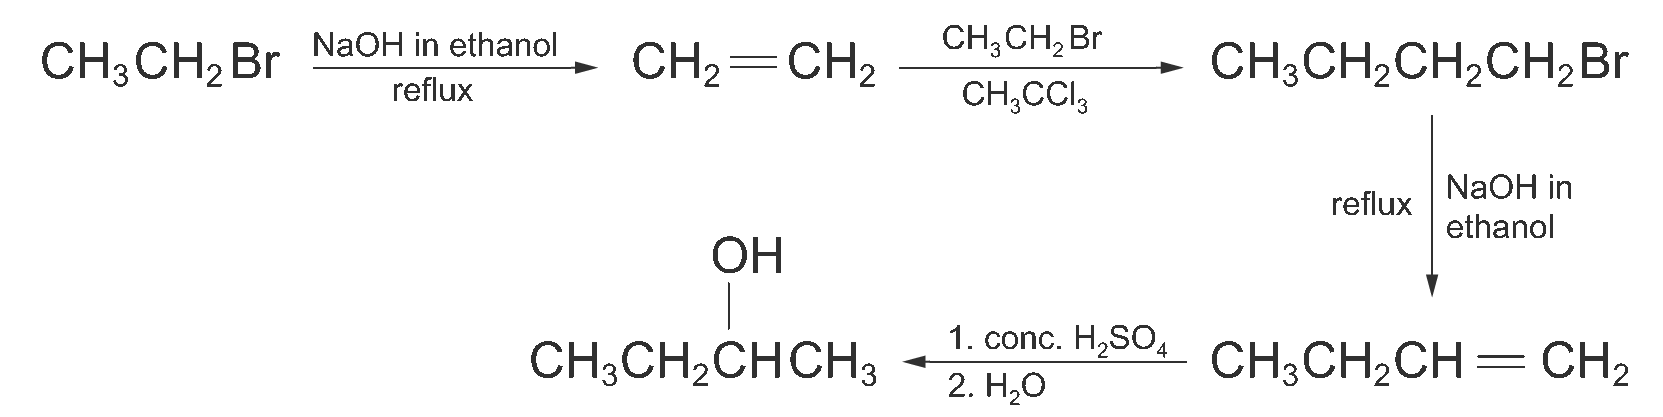 CH₃CH₂Br NaOH in ethanol CH₂=CH₂ CH₃CH₂Br CH₃CH₂CH₂CH₂Br
reflux CH₃CCl₃
reflux NaOH in
ethanol
OH
CH₃CH₂CHCH₃ 1. conc. H₂SO₄ CH₃CH₂CH=CH₂
2. H₂O